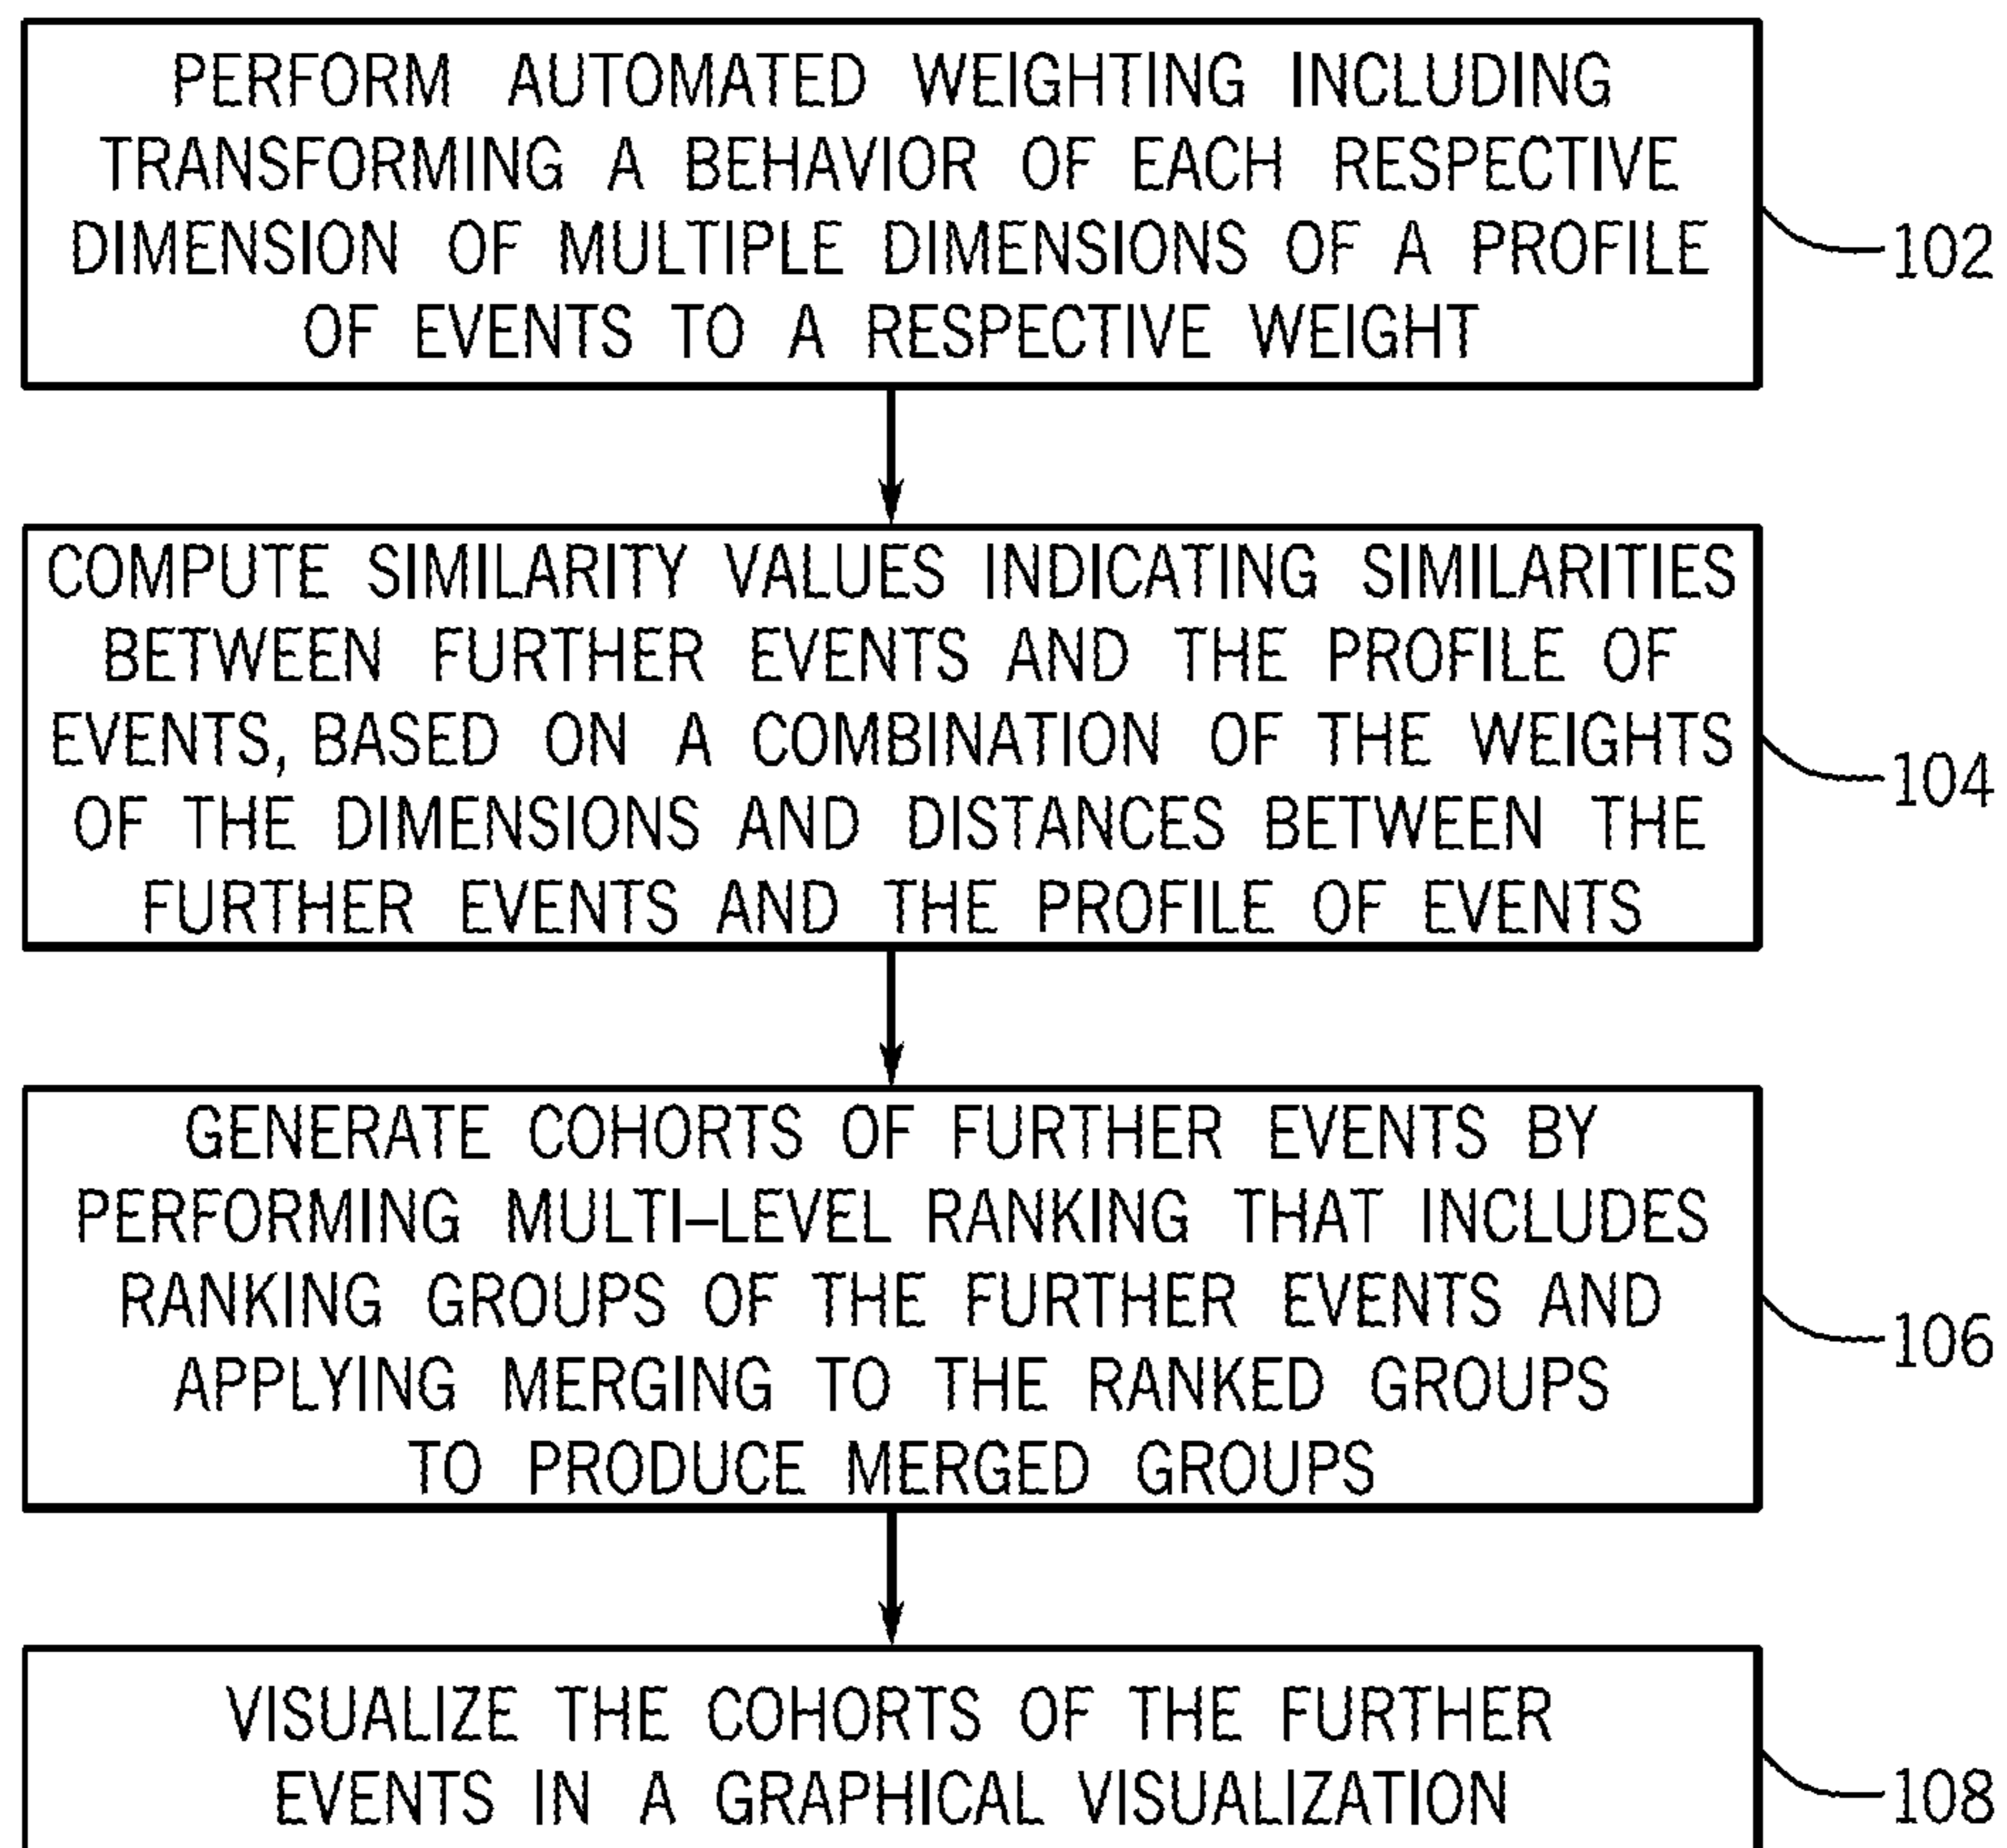 PERFORM AUTOMATED WEIGHTING INCLUDING
TRANSFORMING A BEHAVIOR OF EACH RESPECTIVE
DIMENSION OF MULTIPLE DIMENSIONS OF A PROFILE
OF EVENTS TO A RESPECTIVE WEIGHT
102
COMPUTE SIMILARITY VALUES INDICATING SIMILARITIES
BETWEEN FURTHER EVENTS AND THE PROFILE OF
EVENTS, BASED ON A COMBINATION OF THE WEIGHTS
OF THE DIMENSIONS AND DISTANCES BETWEEN THE
FURTHER EVENTS AND THE PROFILE OF EVENTS
104
GENERATE COHORTS OF FURTHER EVENTS BY
PERFORMING MULTI–LEVEL RANKING THAT INCLUDES
RANKING GROUPS OF THE FURTHER EVENTS AND
APPLYING MERGING TO THE RANKED GROUPS
TO PRODUCE MERGED GROUPS
106
VISUALIZE THE COHORTS OF THE FURTHER
EVENTS IN A GRAPHICAL VISUALIZATION
108